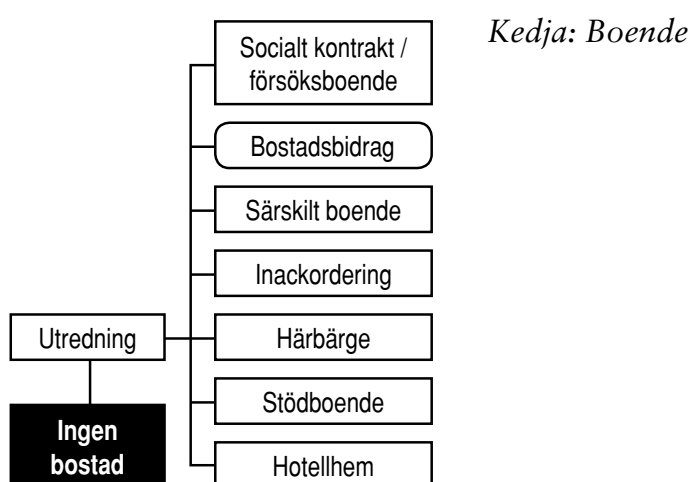 Kedja: Boende
Socialt kontrakt /
försöksboende
Bostadsbidrag
Särskilt boende
Inackordering
Utredning
Härbärge
Stödboende
Ingen
bostad
Hotellhem